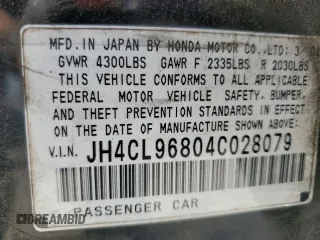 MFD. IN JAPAN BY HONDA MOTOR CO., LTD: 3/04
GVWR 4300LBS GAWR F 2335LBS R 2030LBS
THIS VEHICLE CONFORMS TO ALL APPLICABLE
FEDERAL MOTOR VEHICLE SAFETY, BUMPER,
AND THEFT PREVENTION STANDARDS IN EFFECT
ON THE DATE OF MANUFACTURE SHOWN ABOVE.
V.I.N. JH4CL96804C028079
PASSENGER CAR
DREAMBID